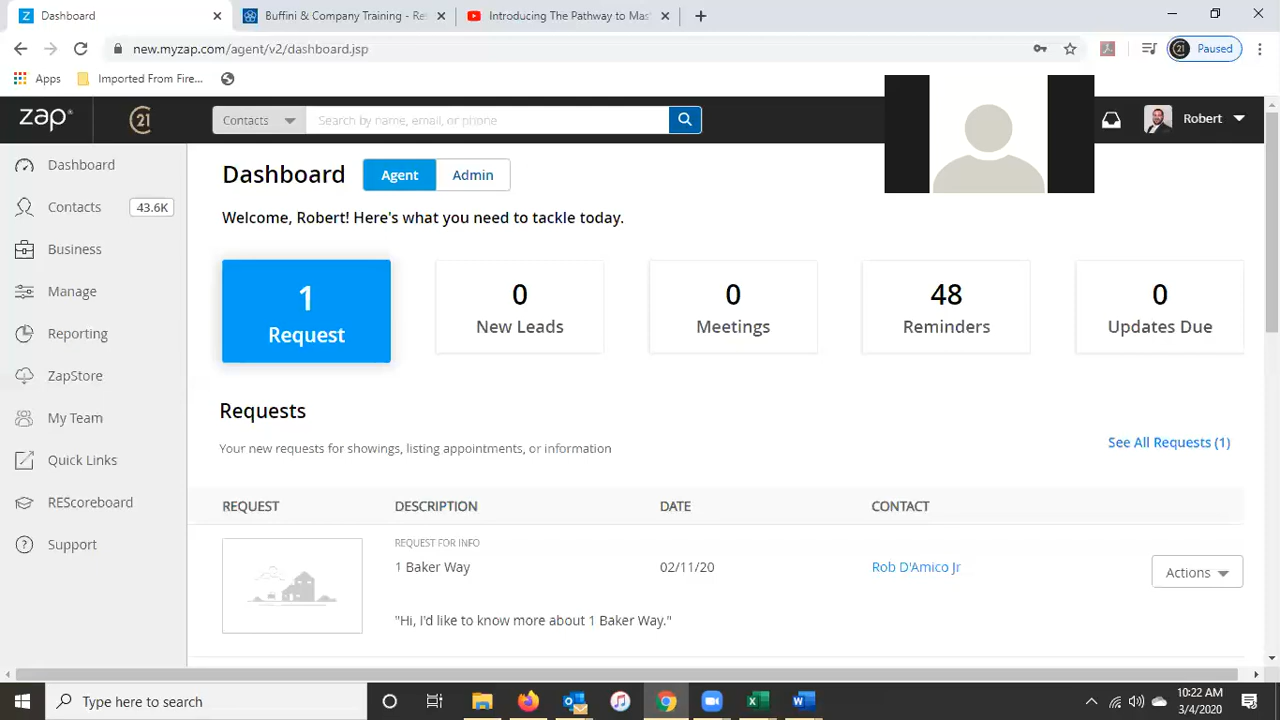 Dashboard
Buffini & Company Training - Re
Introducing The Pathway to Mas
new.myzap.com/agent/v2/dashboard.jsp
21
Paused
Apps
Imported From Fire...
zap
21
Contacts
Search by name, email, or phone
Robert
Dashboard
Contacts
43.6K
Business
Manage
Reporting
ZapStore
My Team
Quick Links
REScoreboard
Support
Dashboard
Agent
Admin
Welcome, Robert! Here's what you need to tackle today.
1
Request
0
New Leads
0
Meetings
48
Reminders
0
Updates Due
Requests
Your new requests for showings, listing appointments, or information
See All Requests (1)
REQUEST
DESCRIPTION
DATE
CONTACT
REQUEST FOR INFO
1 Baker Way
02/11/20
Rob D'Amico Jr
Actions
"Hi, I'd like to know more about 1 Baker Way."
Type here to search
10:22 AM
3/4/2020